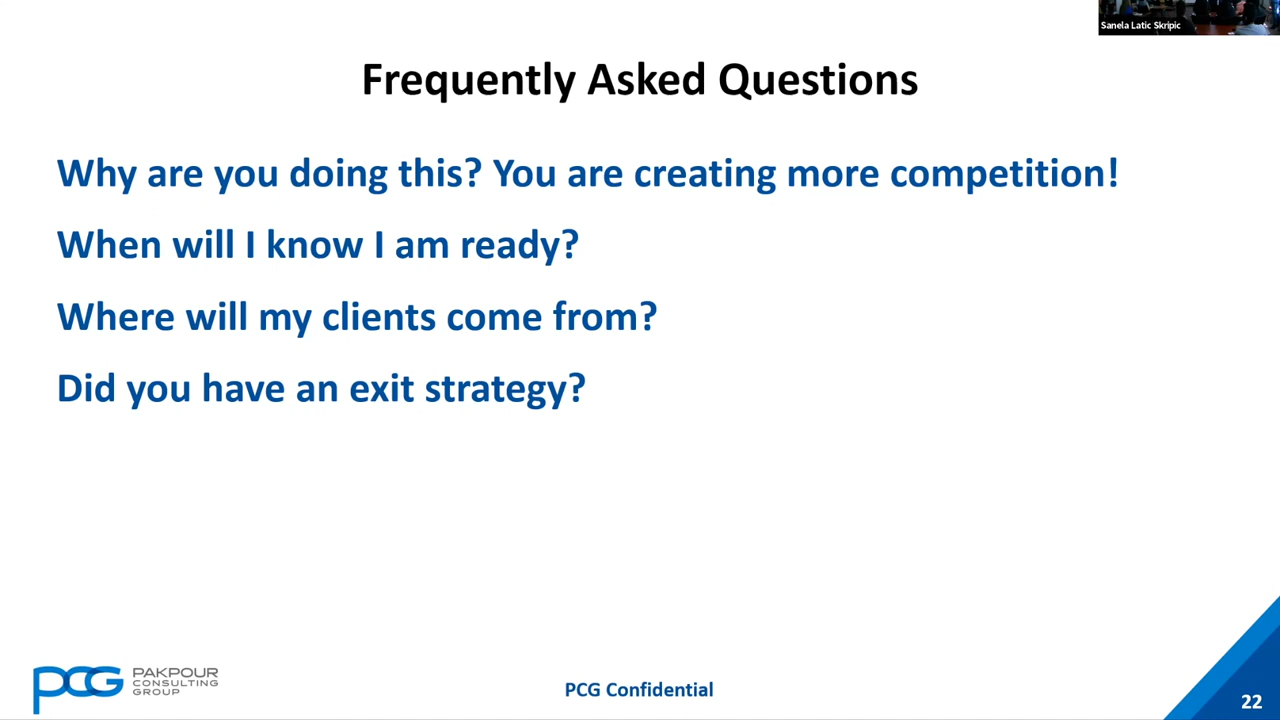 Sanela Latic Skripic
Frequently Asked Questions
Why are you doing this? You are creating more competition!
When will I know I am ready?
Where will my clients come from?
Did you have an exit strategy?
PCG
PAKPOUR
CONSULTING
GROUP
PCG Confidential
22